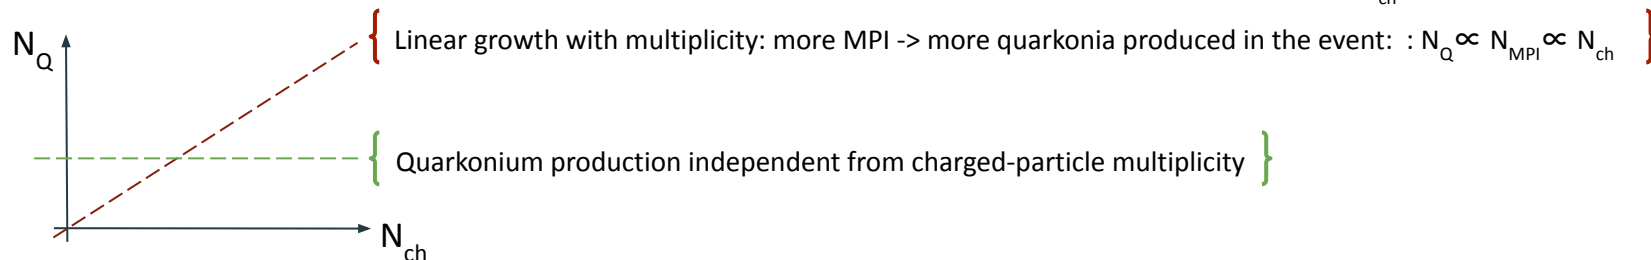 ch
N_Q
{ Linear growth with multiplicity: more MPI -> more quarkonia produced in the event: : N_Q ∝ N_MPI ∝ N_ch }
{ Quarkonium production independent from charged-particle multiplicity }
N_ch